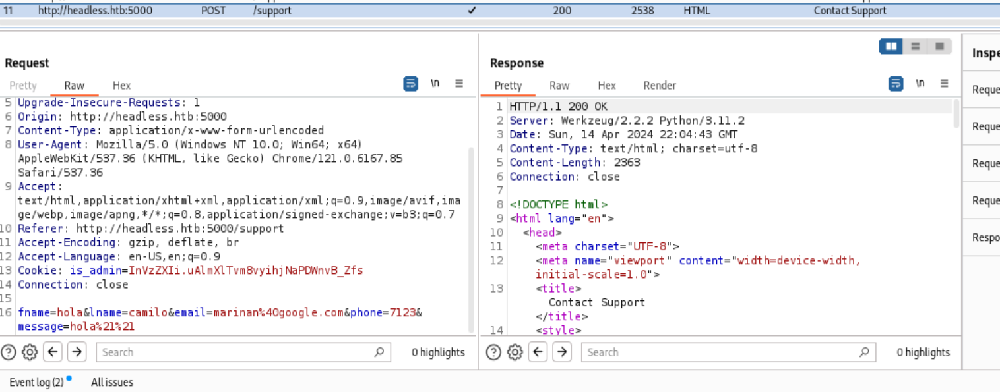 11 http://headless.htb:5000 POST /support ✓ 200 2538 HTML Contact Support
Request
Pretty Raw Hex \n
5 Upgrade-Insecure-Requests: 1
6 Origin: http://headless.htb:5000
7 Content-Type: application/x-www-form-urlencoded
8 User-Agent: Mozilla/5.0 (Windows NT 10.0; Win64; x64)
AppleWebKit/537.36 (KHTML, like Gecko) Chrome/121.0.6167.85
Safari/537.36
9 Accept:
text/html,application/xhtml+xml,application/xml;q=0.9,image/avif,ima
ge/webp,image/apng,*/*;q=0.8,application/signed-exchange;v=b3;q=0.7
10 Referer: http://headless.htb:5000/support
11 Accept-Encoding: gzip, deflate, br
12 Accept-Language: en-US,en;q=0.9
13 Cookie: is_admin=InVzZXIi.uAlmXlTvm8vyihjNaPDWnvB_Zfs
14 Connection: close
15
16 fname=hola&lname=camilo&email=marinan%40google.com&phone=7123&
message=hola%21%21
Search 0 highlights
Response
Pretty Raw Hex Render \n
1 HTTP/1.1 200 OK
2 Server: Werkzeug/2.2.2 Python/3.11.2
3 Date: Sun, 14 Apr 2024 22:04:43 GMT
4 Content-Type: text/html; charset=utf-8
5 Content-Length: 2363
6 Connection: close
7
8 <!DOCTYPE html>
9 <html lang="en">
10 <head>
11 <meta charset="UTF-8">
12 <meta name="viewport" content="width=device-width,
initial-scale=1.0">
13 <title>
Contact Support
</title>
14 <style>
Search 0 highlights
Inspe
Reque
Reque
Reque
Reque
Respo
Event log (2) All issues